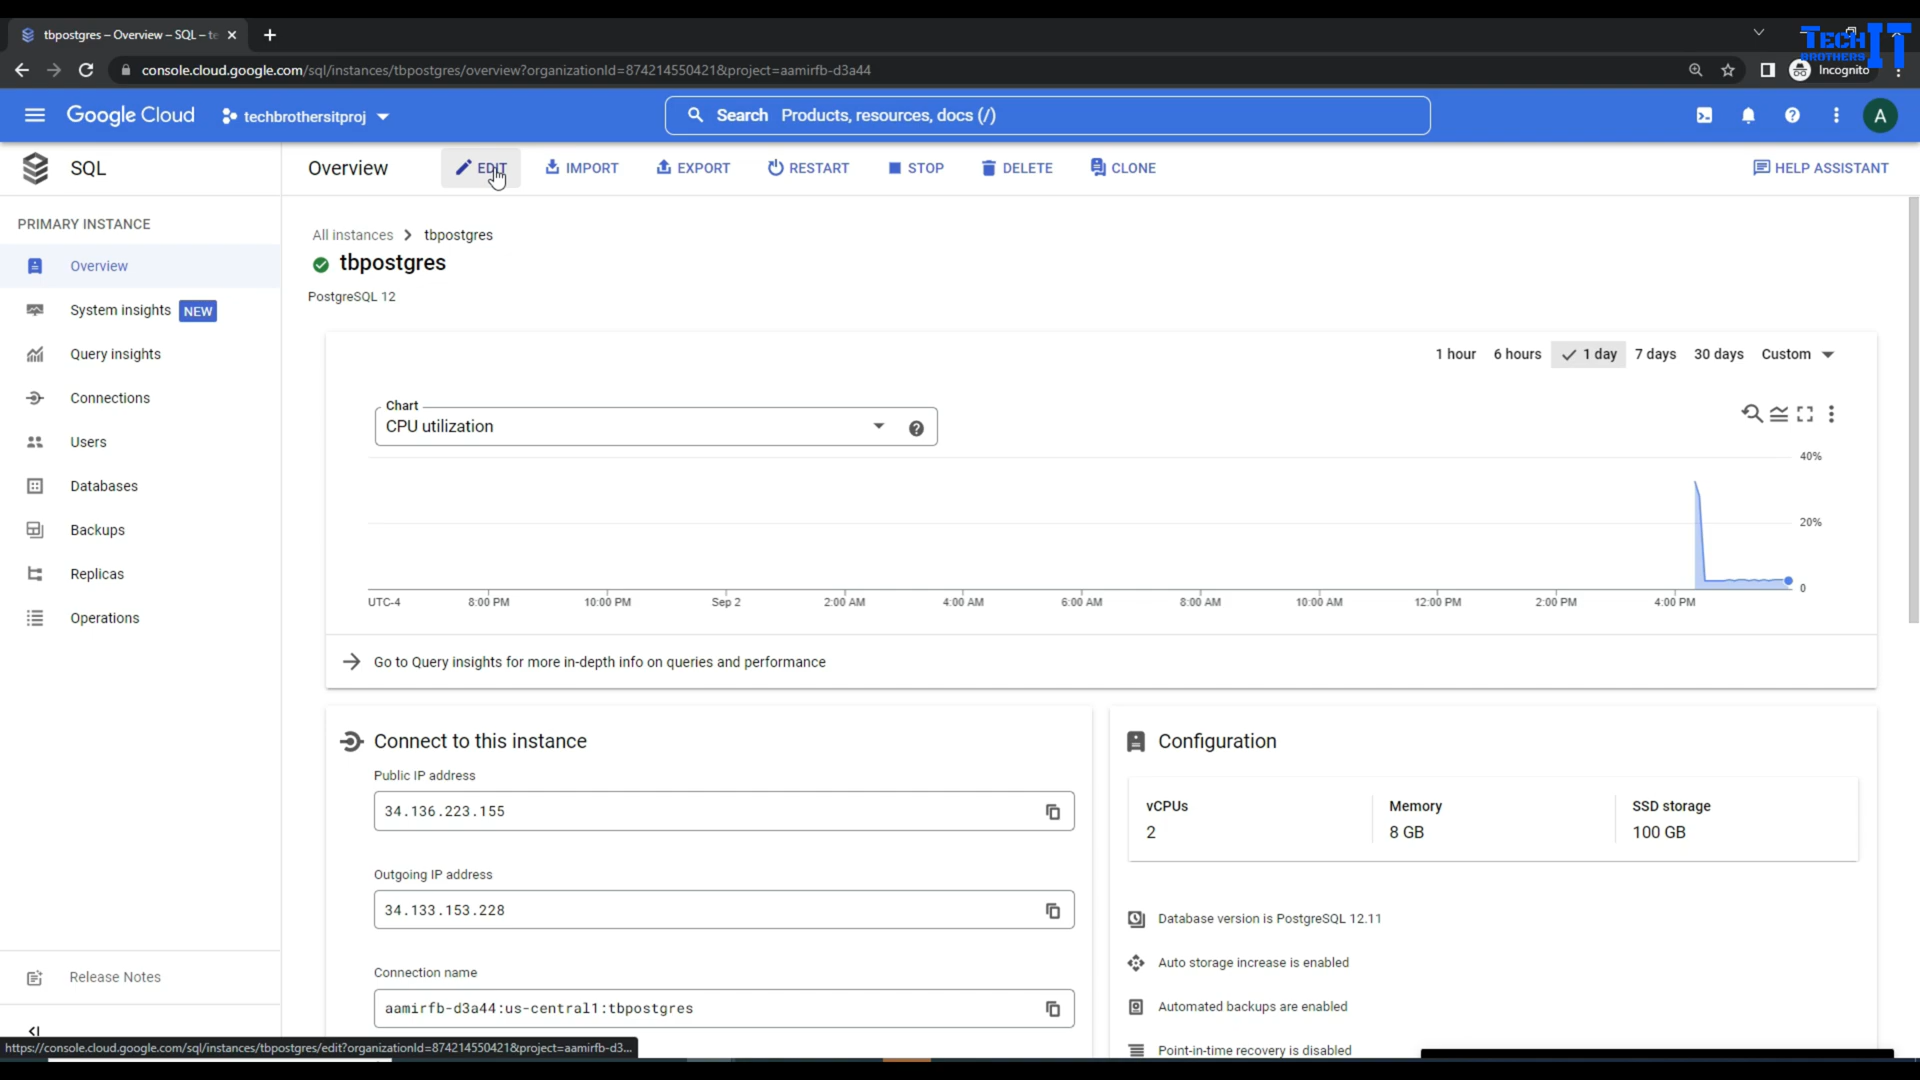 tbpostgres – Overview – SQL – te
TECH IT
BROTHERS
console.cloud.google.com/sql/instances/tbpostgres/overview?organizationId=874214550421&project=aamirfb-d3a44
Incognito
Google Cloud
techbrothersitproj
Search Products, resources, docs (/)
A
SQL
Overview
EDIT
IMPORT
EXPORT
RESTART
STOP
DELETE
CLONE
HELP ASSISTANT
PRIMARY INSTANCE
Overview
System insights NEW
Query insights
Connections
Users
Databases
Backups
Replicas
Operations
Release Notes
All instances > tbpostgres
tbpostgres
PostgreSQL 12
1 hour 6 hours 1 day 7 days 30 days Custom
Chart
CPU utilization
40%
20%
0
UTC-4 8:00 PM 10:00 PM Sep 2 2:00 AM 4:00 AM 6:00 AM 8:00 AM 10:00 AM 12:00 PM 2:00 PM 4:00 PM
Go to Query insights for more in-depth info on queries and performance
Connect to this instance
Public IP address
34.136.223.155
Outgoing IP address
34.133.153.228
Connection name
aamirfb-d3a44:us-central1:tbpostgres
Configuration
vCPUs Memory SSD storage
2 8 GB 100 GB
Database version is PostgreSQL 12.11
Auto storage increase is enabled
Automated backups are enabled
Point-in-time recovery is disabled
https://console.cloud.google.com/sql/instances/tbpostgres/edit?organizationId=874214550421&project=aamirfb-d3...